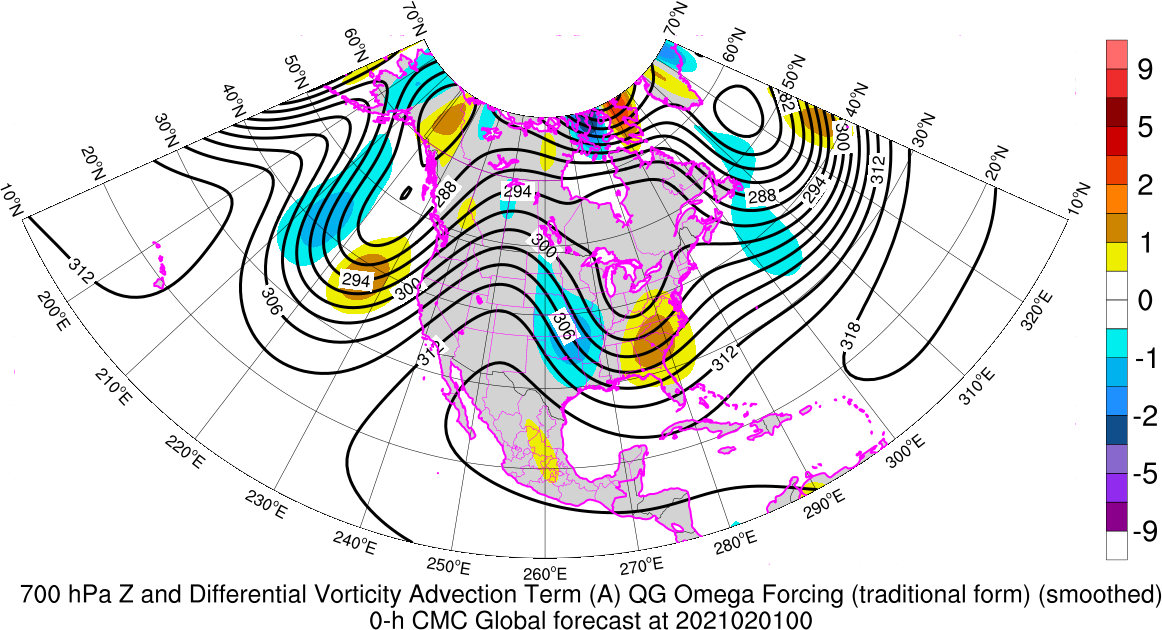 70°N
70°N
60°N
60°N
50°N
50°N
40°N
40°N
30°N
30°N
20°N
20°N
10°N
10°N
282
300
312
288
294
294
288
300
318
312
306
294
300
306
312
312
200°E
210°E
220°E
230°E
240°E
250°E
260°E
270°E
280°E
290°E
300°E
310°E
320°E
9
5
2
1
0
-1
-2
-5
-9
700 hPa Z and Differential Vorticity Advection Term (A) QG Omega Forcing (traditional form) (smoothed)
0-h CMC Global forecast at 2021020100